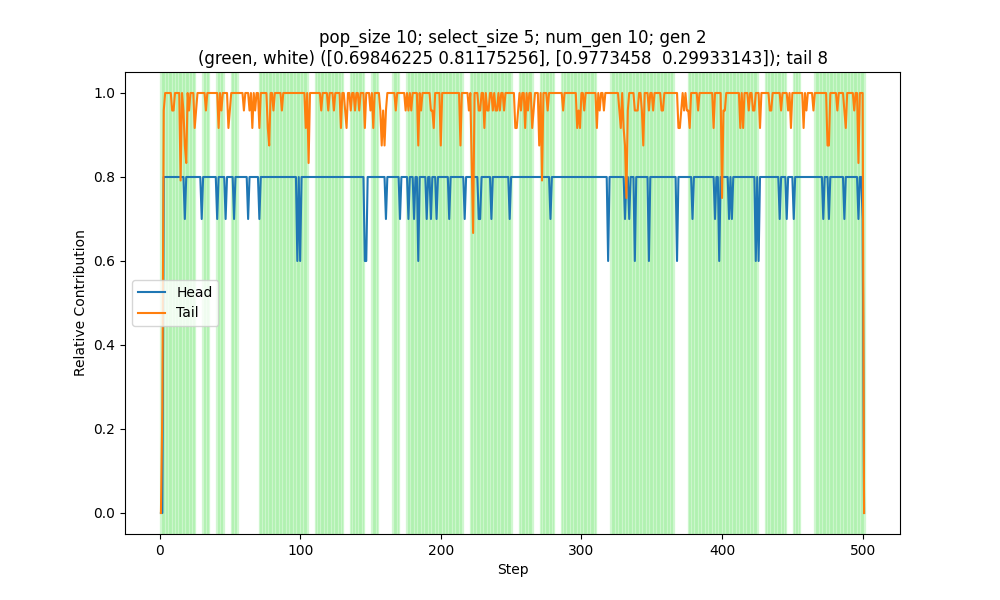 pop_size 10; select_size 5; num_gen 10; gen 2
(green, white) ([0.69846225 0.81175256], [0.9773458  0.29933143]); tail 8
1.0
0.8
0.6
0.4
0.2
0.0
Relative Contribution
Head
Tail
0
100
200
300
400
500
Step